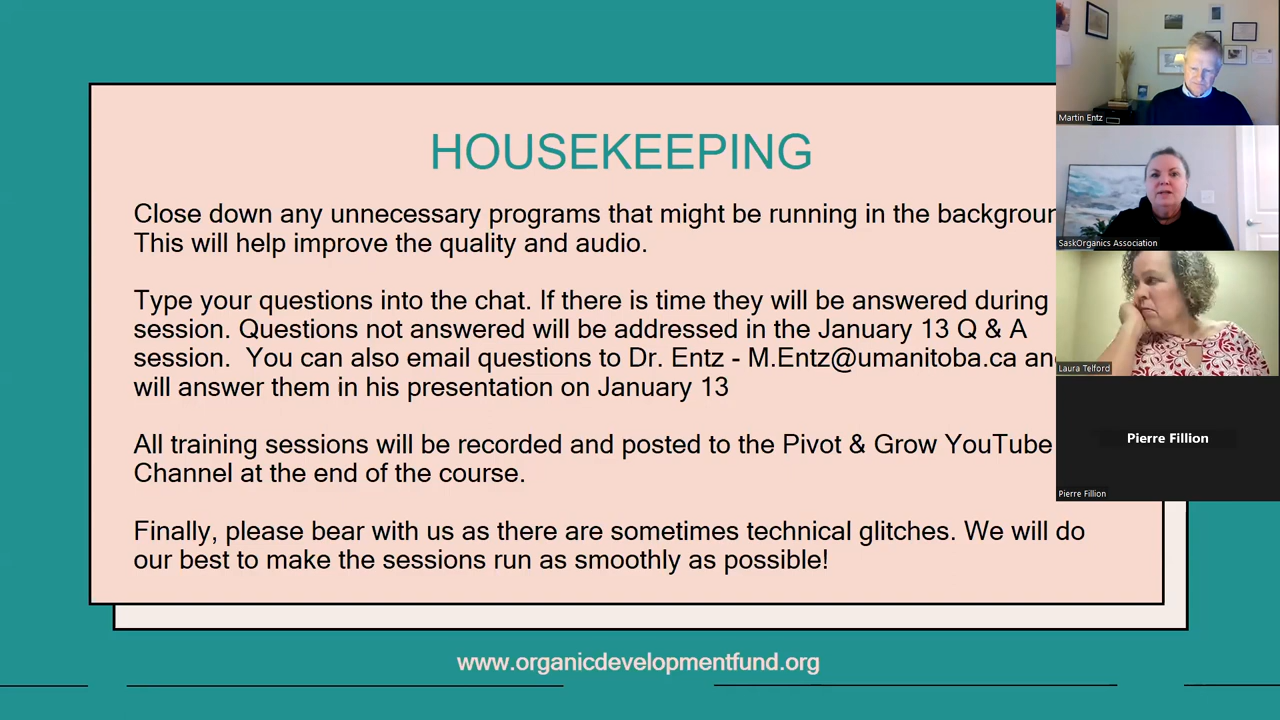 HOUSEKEEPING
Close down any unnecessary programs that might be running in the backgroun
This will help improve the quality and audio.
Type your questions into the chat. If there is time they will be answered during
session. Questions not answered will be addressed in the January 13 Q & A
session.  You can also email questions to Dr. Entz - M.Entz@umanitoba.ca an
will answer them in his presentation on January 13
All training sessions will be recorded and posted to the Pivot & Grow YouTube
Channel at the end of the course.
Finally, please bear with us as there are sometimes technical glitches. We will do
our best to make the sessions run as smoothly as possible!
www.organicdevelopmentfund.org
Martin Entz
SaskOrganics Association
Laura Telford
Pierre Fillion
Pierre Fillion